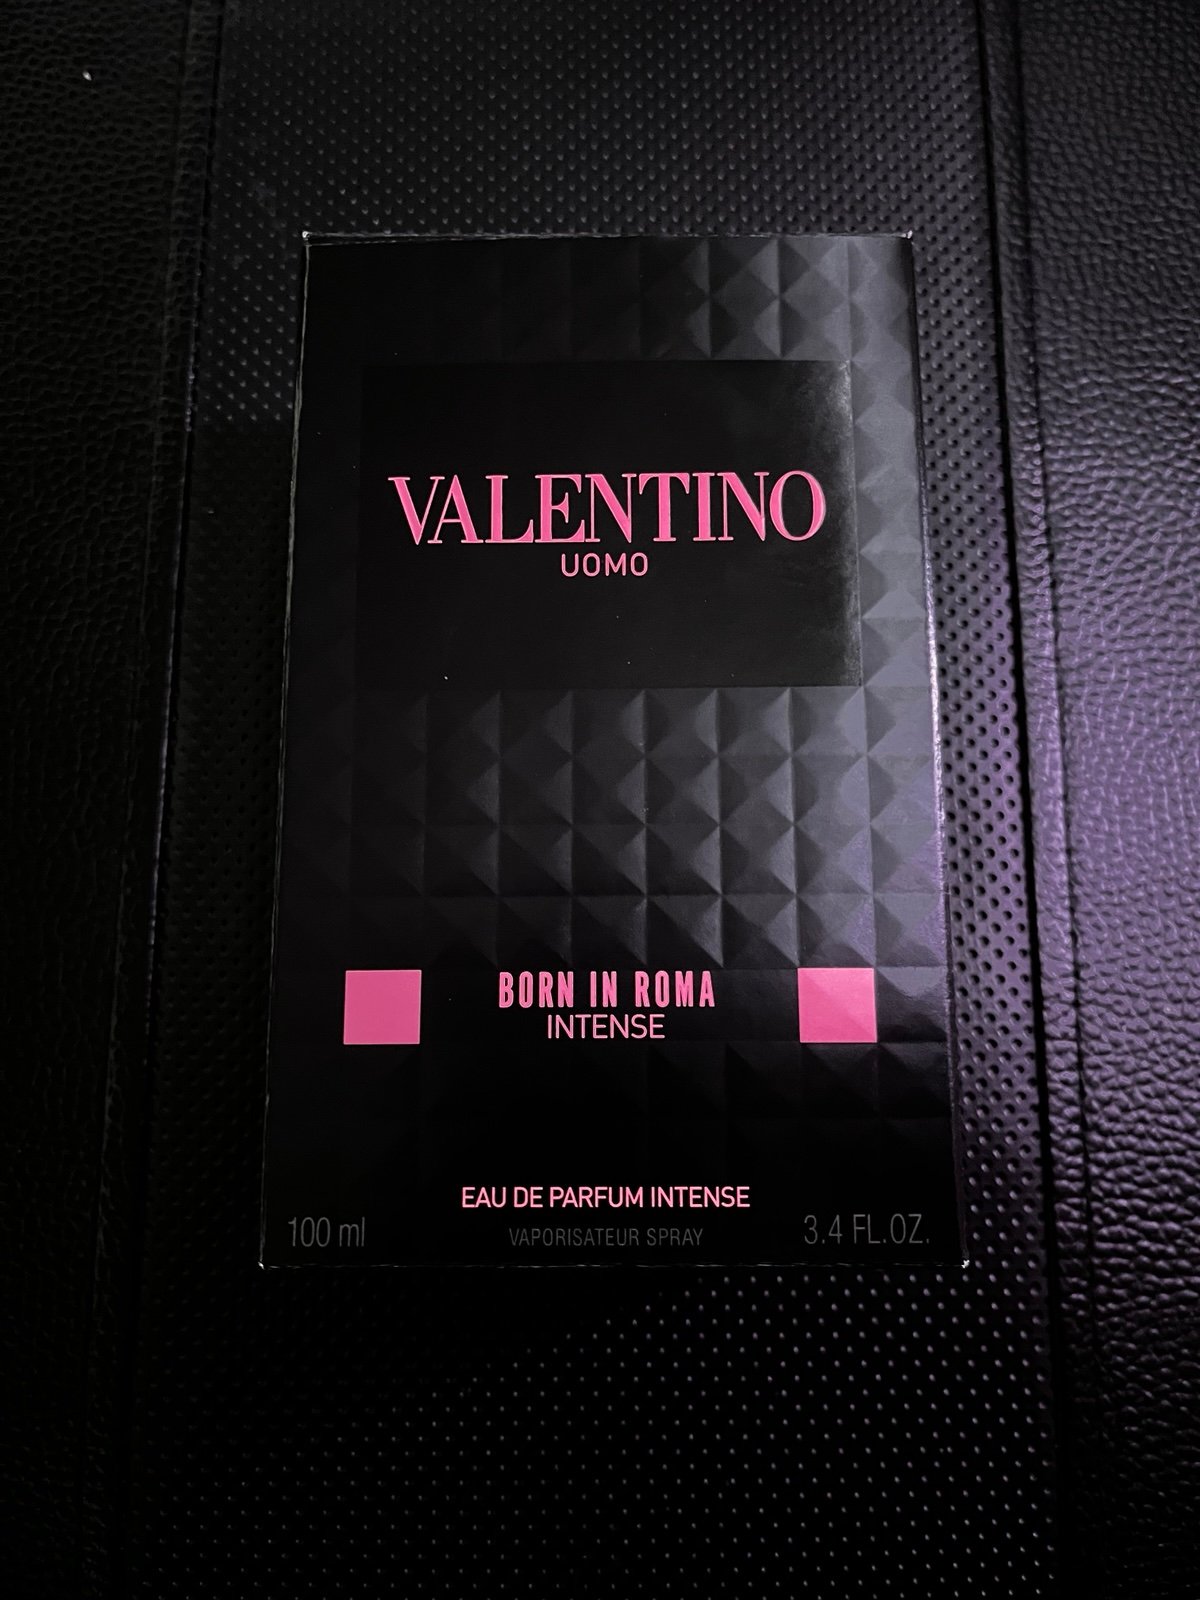 VALENTINO
UOMO
BORN IN ROMA
INTENSE
EAU DE PARFUM INTENSE
100 ml VAPORISATEUR SPRAY 3.4 FL.OZ.